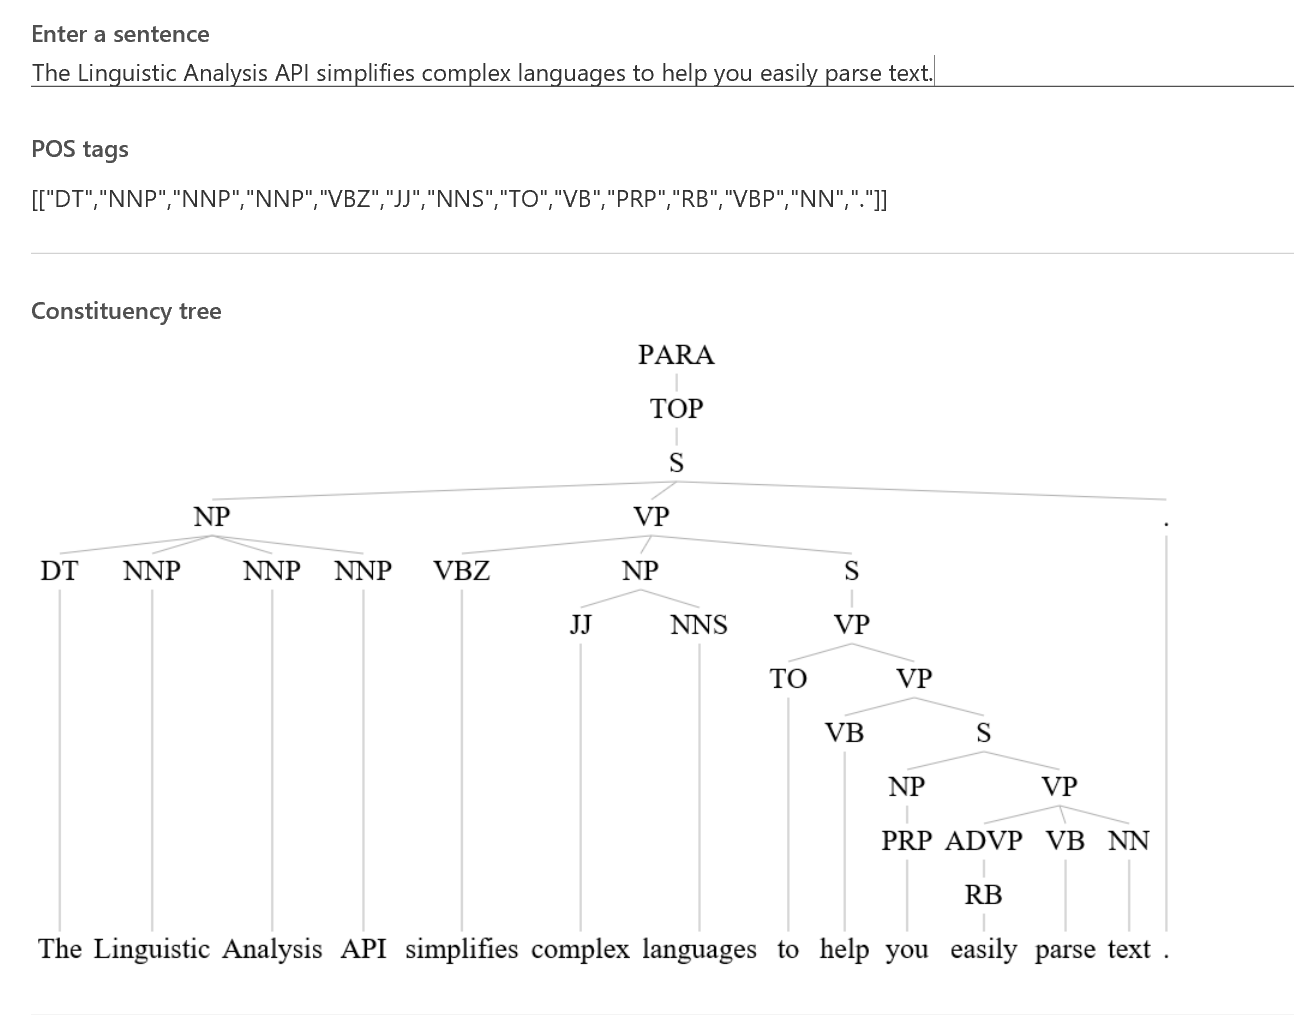 Enter a sentence
The Linguistic Analysis API simplifies complex languages to help you easily parse text.
POS tags
[["DT","NNP","NNP","NNP","VBZ","JJ","NNS","TO","VB","PRP","RB","VBP","NN","."]]
Constituency tree
PARA
TOP
S
NP VP .
DT NNP NNP NNP VBZ NP S
JJ NNS VP
TO VP
VB S
NP VP
PRP ADVP VB NN
RB
The Linguistic Analysis API simplifies complex languages to help you easily parse text .